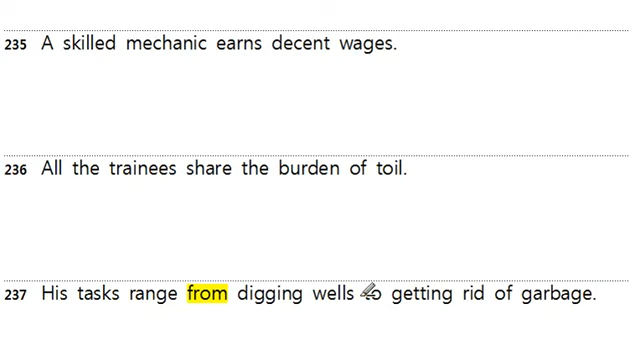 235 A skilled mechanic earns decent wages.
236 All the trainees share the burden of toil.
237 His tasks range from digging wells to getting rid of garbage.